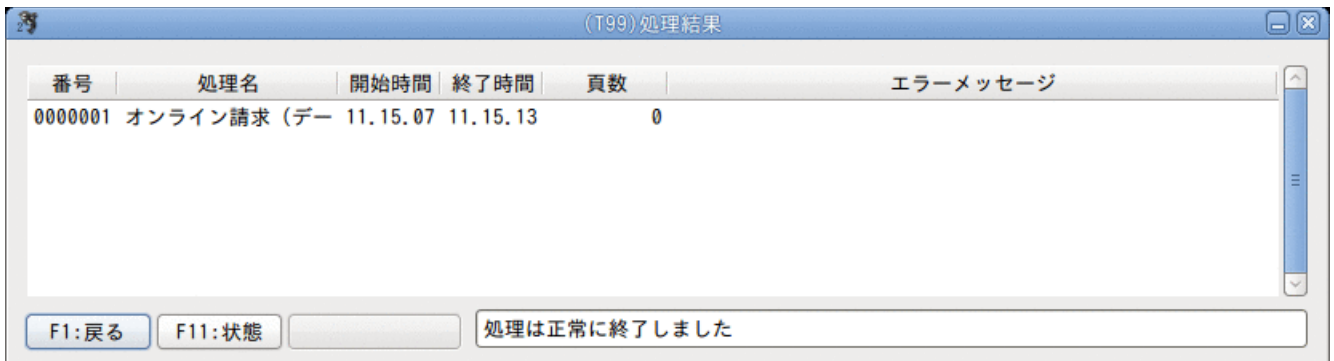 (T99)処理結果
番号 処理名 開始時間 終了時間 頁数 エラーメッセージ
0000001 オンライン請求（デー 11.15.07 11.15.13 0
F1:戻る F11:状態 処理は正常に終了しました